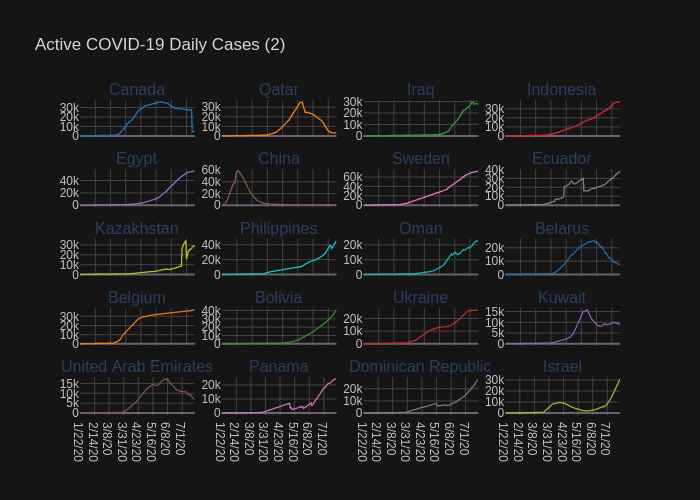 Active COVID-19 Daily Cases (2)
Canada Qatar Iraq Indonesia
30k 20k 10k 0 30k 20k 10k 0 30k 20k 10k 0 30k 20k 10k 0
Egypt China Sweden Ecuador
40k 20k 0 60k 40k 20k 0 60k 40k 20k 0 40k 30k 20k 10k 0
Kazakhstan Philippines Oman Belarus
30k 20k 10k 0 40k 20k 0 20k 10k 0 20k 10k 0
Belgium Bolivia Ukraine Kuwait
30k 20k 10k 0 40k 30k 20k 10k 0 20k 10k 0 15k 10k 5k 0
United Arab Emirates Panama Dominican Republic Israel
15k 10k 5k 0 20k 10k 0 20k 10k 0 30k 20k 10k 0
1/22/20 2/14/20 3/8/20 3/31/20 4/23/20 5/16/20 6/8/20 7/1/20 1/22/20 2/14/20 3/8/20 3/31/20 4/23/20 5/16/20 6/8/20 7/1/20 1/22/20 2/14/20 3/8/20 3/31/20 4/23/20 5/16/20 6/8/20 7/1/20 1/22/20 2/14/20 3/8/20 3/31/20 4/23/20 5/16/20 6/8/20 7/1/20